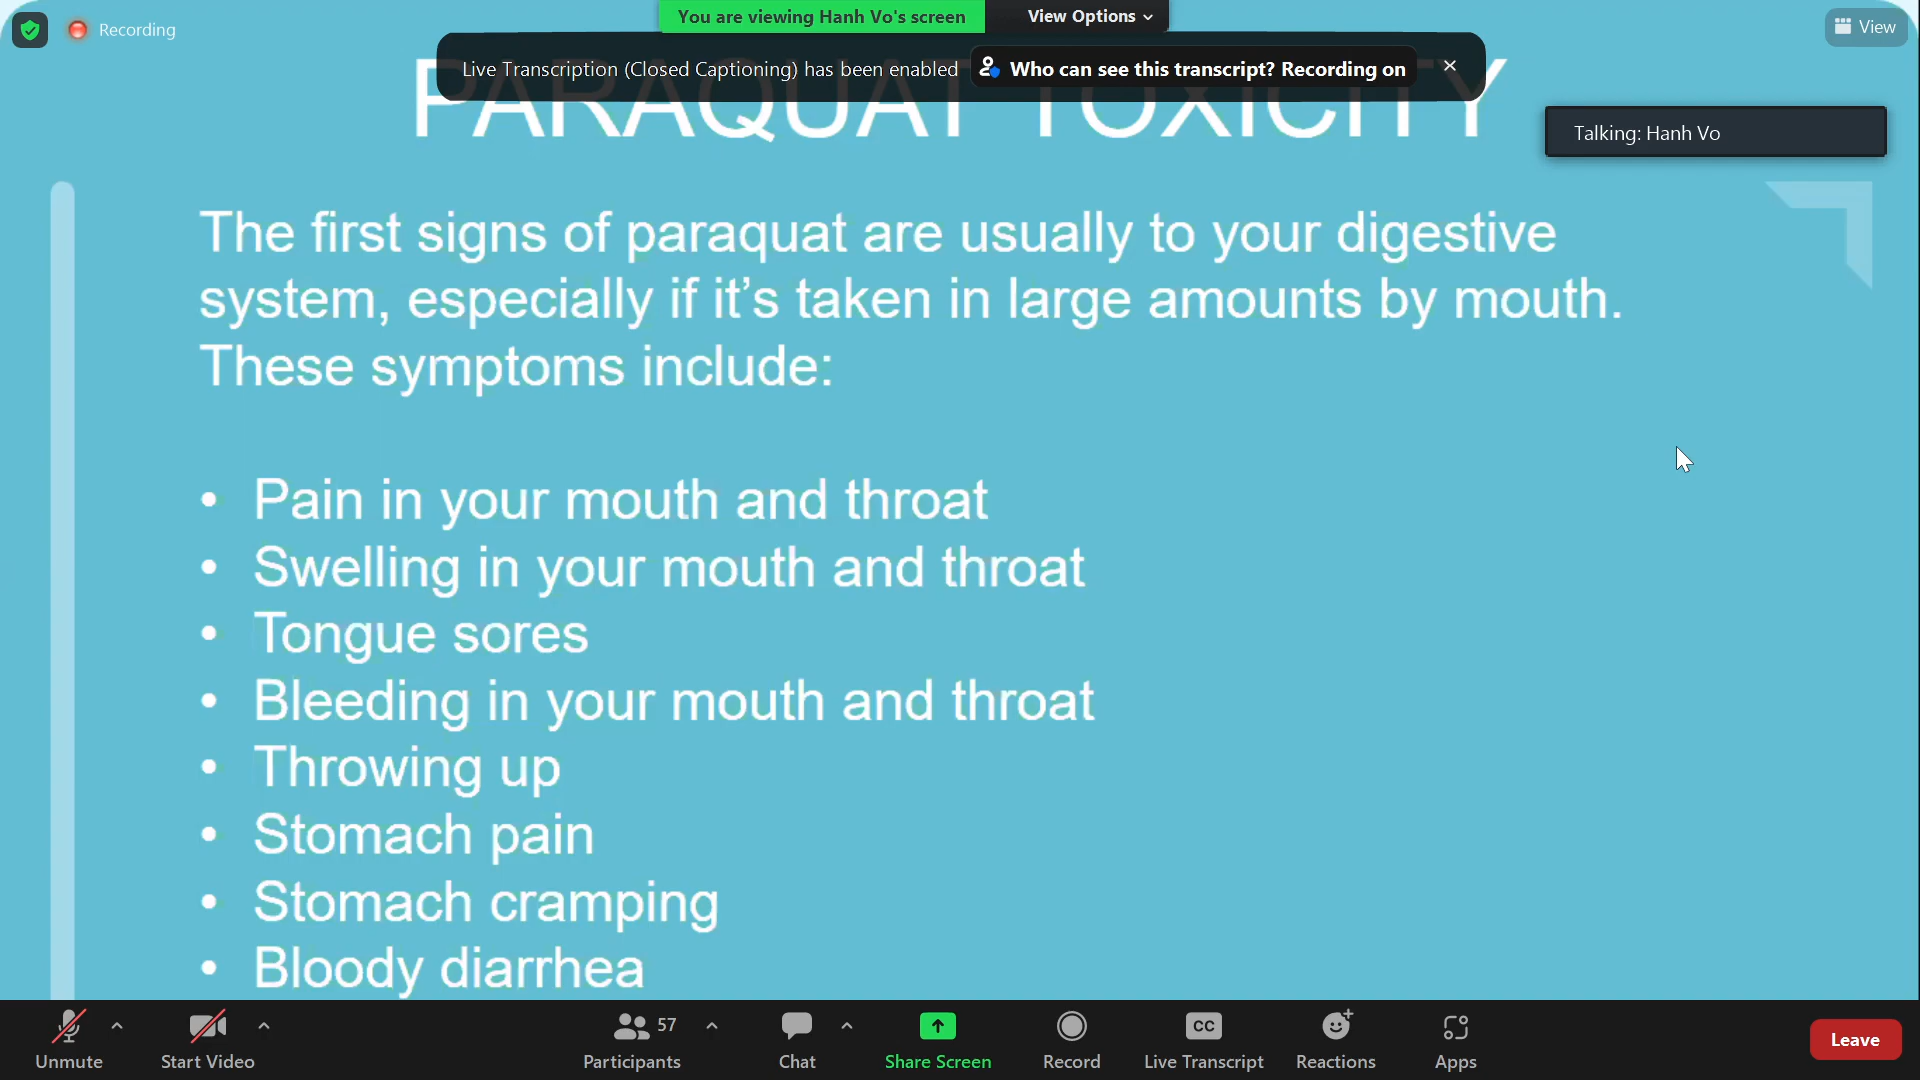 You are viewing Hanh Vo's screen
View Options
Recording
View
Live Transcription (Closed Captioning) has been enabled
Who can see this transcript? Recording on
PARAQUAT TOXICITY
Talking: Hanh Vo
The first signs of paraquat are usually to your digestive
system, especially if it’s taken in large amounts by mouth.
These symptoms include:
• Pain in your mouth and throat
• Swelling in your mouth and throat
• Tongue sores
• Bleeding in your mouth and throat
• Throwing up
• Stomach pain
• Stomach cramping
• Bloody diarrhea
57
CC
Unmute
Start Video
Participants
Chat
Share Screen
Record
Live Transcript
Reactions
Apps
Leave